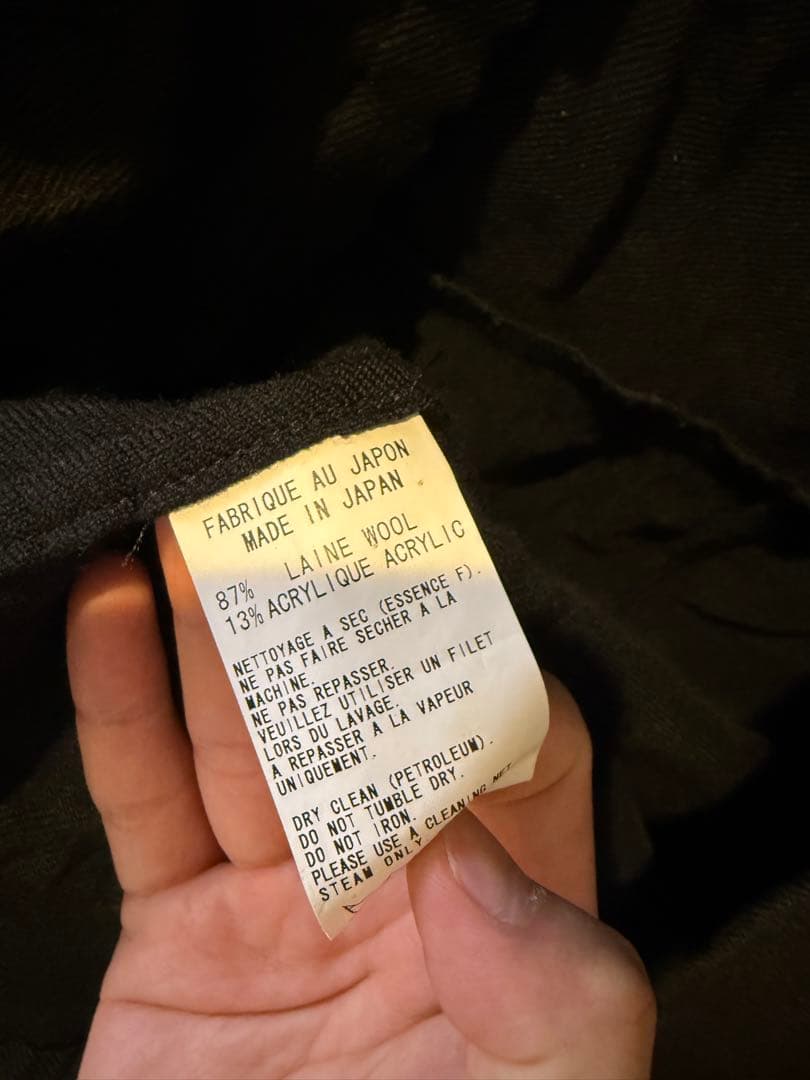 FABRIQUE AU JAPON
MADE IN JAPAN
87% LAINE WOOL
13% ACRYLIQUE ACRYLIC
NETTOYAGE A SEC (ESSENCE F).
NE PAS FAIRE SECHER A LA
MACHINE.
NE PAS REPASSER.
VEUILLEZ UTILISER UN FILET
LORS DU LAVAGE.
A REPASSER A LA VAPEUR
UNIQUEMENT.
DRY CLEAN (PETROLEUM).
DO NOT TUMBLE DRY.
DO NOT IRON.
PLEASE USE A CLEANING NET.
STEAM ONLY